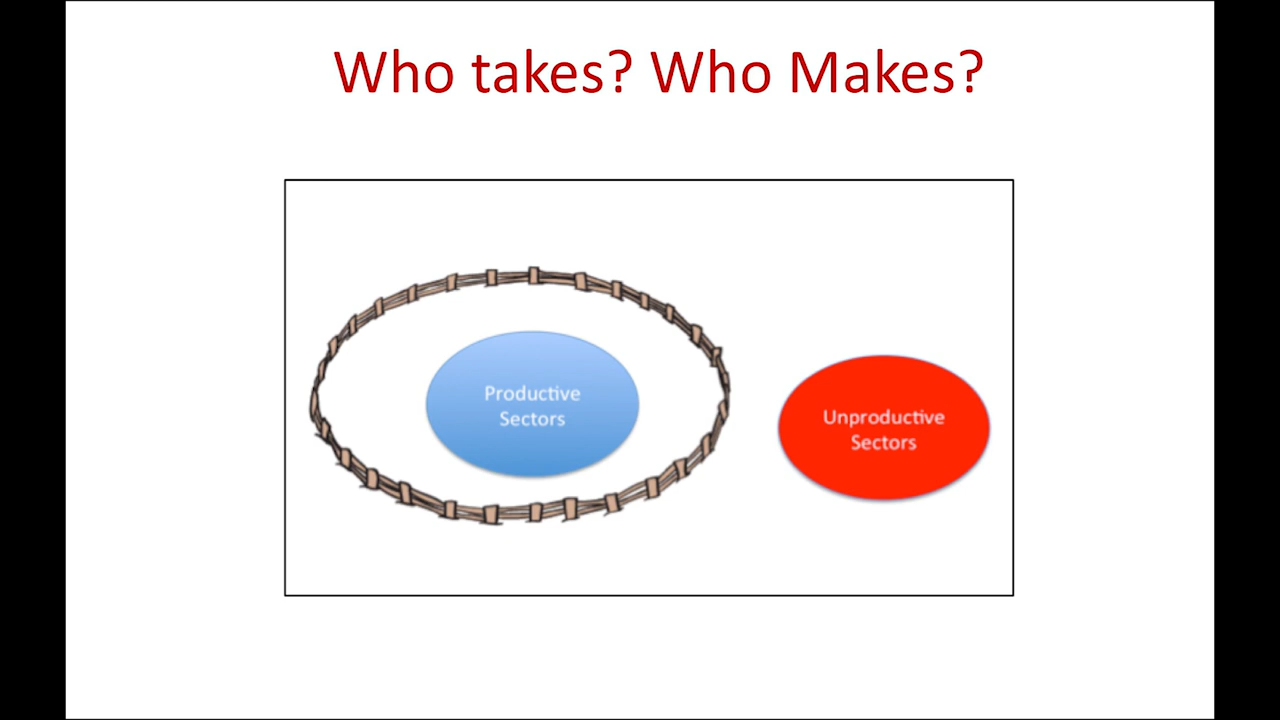 Who takes? Who Makes?
Productive
Sectors
Unproductive
Sectors